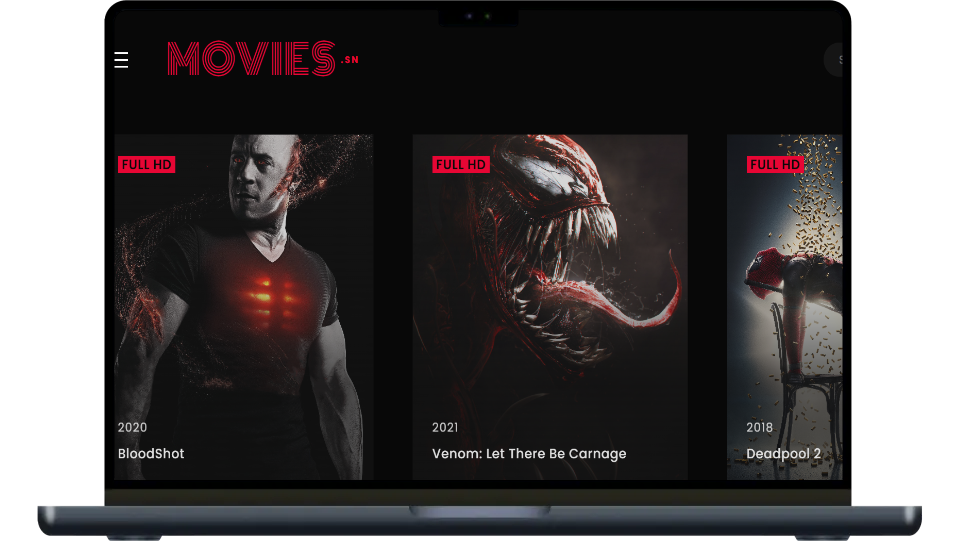 MOVIES.SN
S
FULL HD
FULL HD
FULL HD
2020
2021
2018
BloodShot
Venom: Let There Be Carnage
Deadpool 2